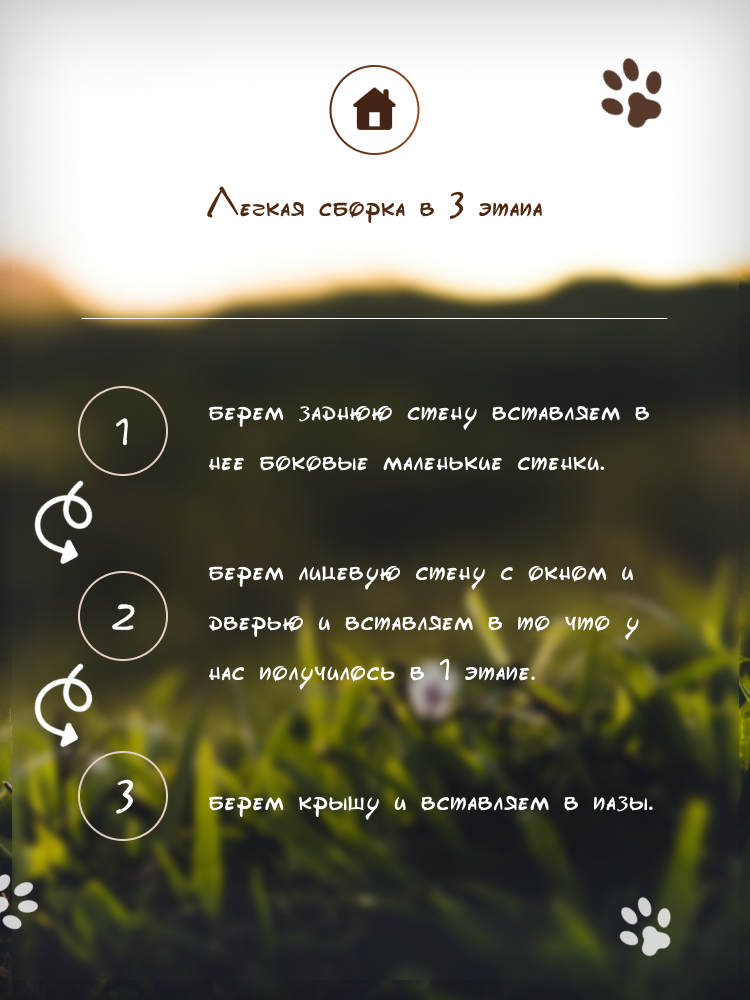 Легкая сборка в 3 этапа
1
берем заднюю стену вставляем в
нее боковые маленькие стенки.
2
берем лицевую стену с окном и
дверью и вставляем в то что у
нас получилось в 1 этапе.
3
берем крышу и вставляем в пазы.